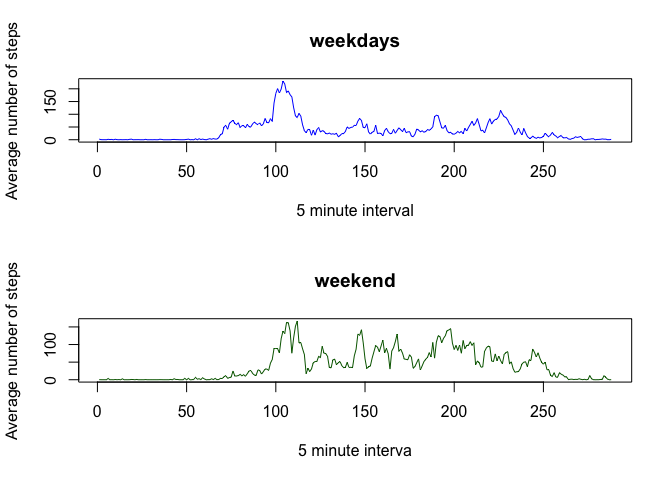 weekdays
Average number of steps
150
0
0 50 100 150 200 250
5 minute interval
weekend
Average number of steps
100
0
0 50 100 150 200 250
5 minute interva